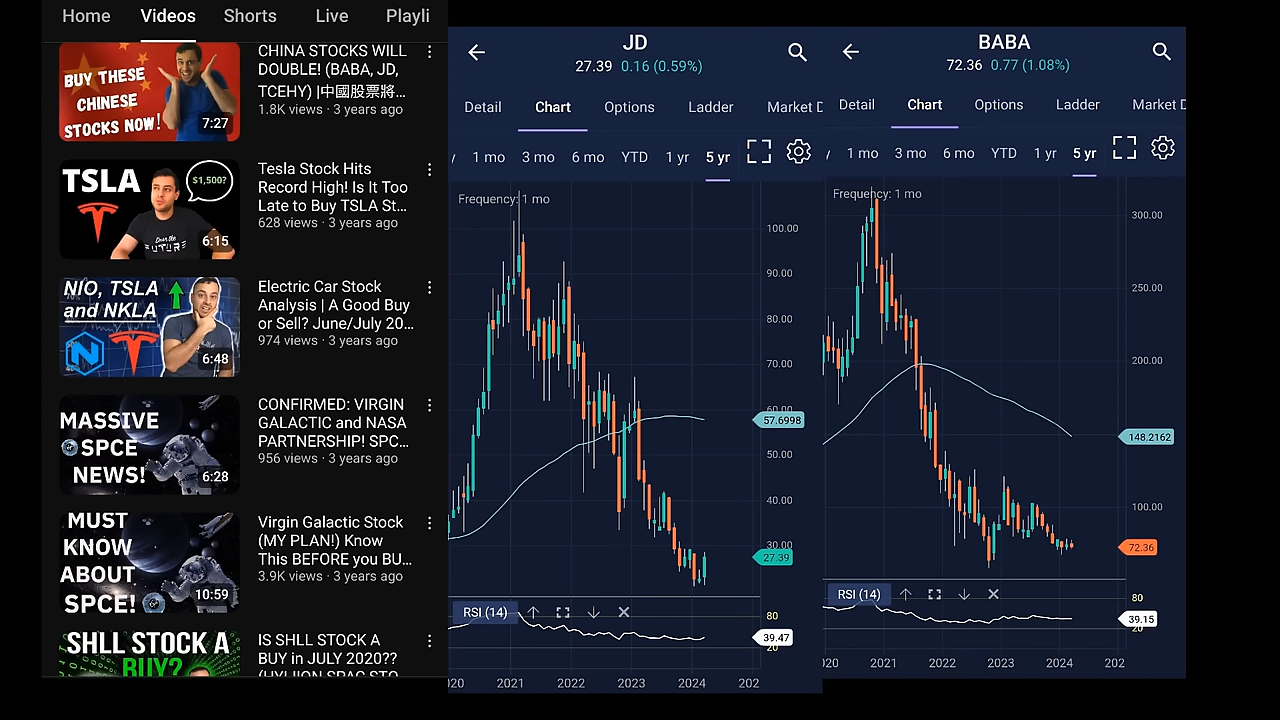 Home Videos Shorts Live Playli
BUY THESE
CHINESE
STOCKS NOW!
7:27
CHINA STOCKS WILL
DOUBLE! (BABA, JD,
TCEHY) |中國股票將...
1.8K views · 3 years ago
TSLA
$1,500?
6:15
Tesla Stock Hits
Record High! Is It Too
Late to Buy TSLA St...
628 views · 3 years ago
NIO, TSLA
and NKLA
6:48
Electric Car Stock
Analysis | A Good Buy
or Sell? June/July 20...
974 views · 3 years ago
MASSIVE
SPCE
NEWS!
6:28
CONFIRMED: VIRGIN
GALACTIC and NASA
PARTNERSHIP! SPC...
956 views · 3 years ago
MUST
KNOW
ABOUT
SPCE!
10:59
Virgin Galactic Stock
(MY PLAN!) Know
This BEFORE you BU...
3.9K views · 3 years ago
SHLL STOCK A
BUY?
IS SHLL STOCK A
BUY in JULY 2020??
(HYLIION SPAC STO
JD
27.39 0.16 (0.59%)
Detail Chart Options Ladder Market D
y 1 mo 3 mo 6 mo YTD 1 yr 5 yr
Frequency: 1 mo
100.00
90.00
80.00
70.00
60.00
57.6998
50.00
40.00
30.00
27.39
RSI (14)
80
39.47
20
020 2021 2022 2023 2024 202
BABA
72.36 0.77 (1.08%)
Detail Chart Options Ladder Market D
y 1 mo 3 mo 6 mo YTD 1 yr 5 yr
Frequency: 1 mo
300.00
250.00
200.00
148.2162
100.00
72.36
RSI (14)
80
39.15
20
020 2021 2022 2023 2024 202